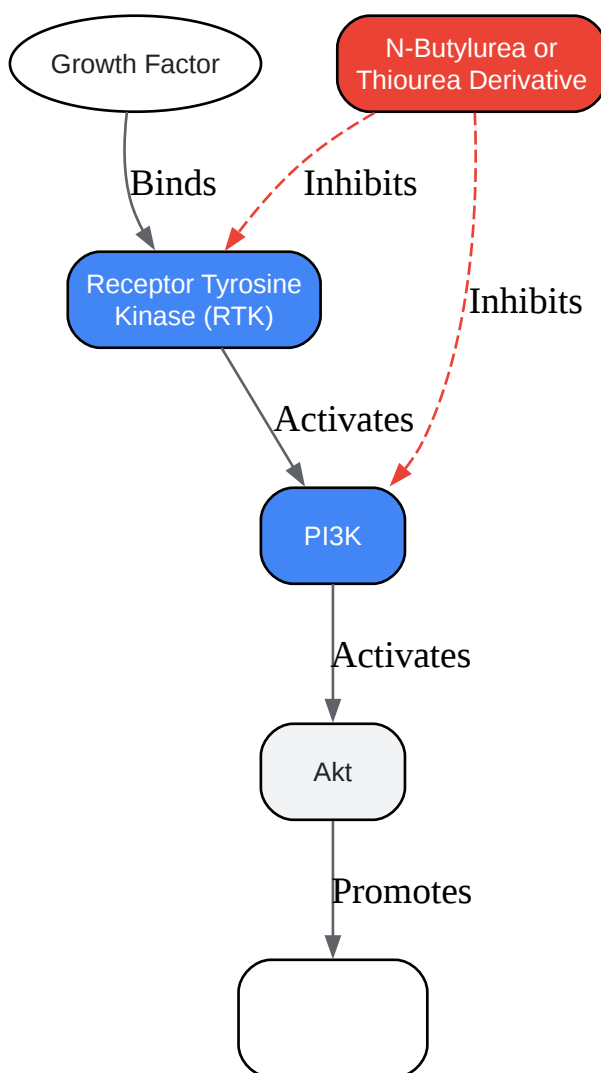 Growth Factor
N-Butylurea or
Thiourea Derivative
Binds
Inhibits
Receptor Tyrosine
Kinase (RTK)
Inhibits
Activates
PI3K
Activates
Akt
Promotes